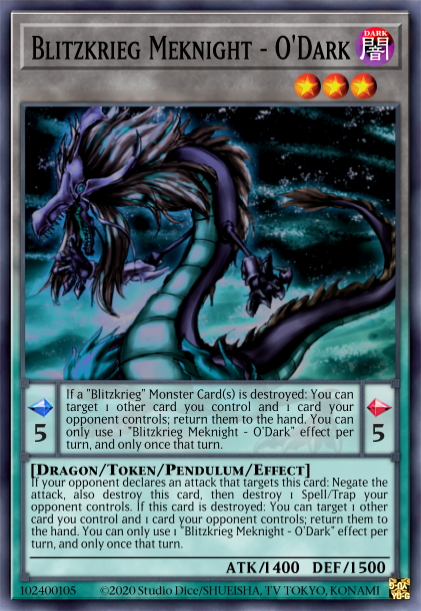 BLITZKRIEG MEKNIGHT - O'DARK
DARK
闇
If a "Blitzkrieg" Monster Card(s) is destroyed: You can
target 1 other card you control and 1 card your
opponent controls; return them to the hand. You can
only use 1 "Blitzkrieg Meknight - O'Dark" effect per
turn, and only once that turn.
5
5
[DRAGON/TOKEN/PENDULUM/EFFECT]
If your opponent declares an attack that targets this card: Negate the
attack, also destroy this card, then destroy 1 Spell/Trap your
opponent controls. If this card is destroyed: You can target 1 other
card you control and 1 card your opponent controls; return them to
the hand. You can only use 1 "Blitzkrieg Meknight - O'Dark" effect per
turn, and only once that turn.
ATK/1400 DEF/1500
102400105 ©2020 Studio Dice/SHUEISHA, TV TOKYO, KONAMI